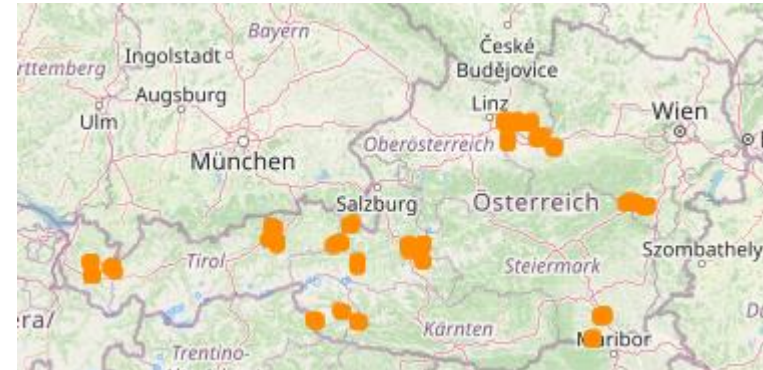 Bayern
České
Budějovice
Ingolstadt
rttemberg
Augsburg
Linz
Wien
Ulm
Oberösterreich
München
Salzburg
Österreich
Szombathely
Tirol
Steiermark
era/
Kärnten
Maribor
Trentino-